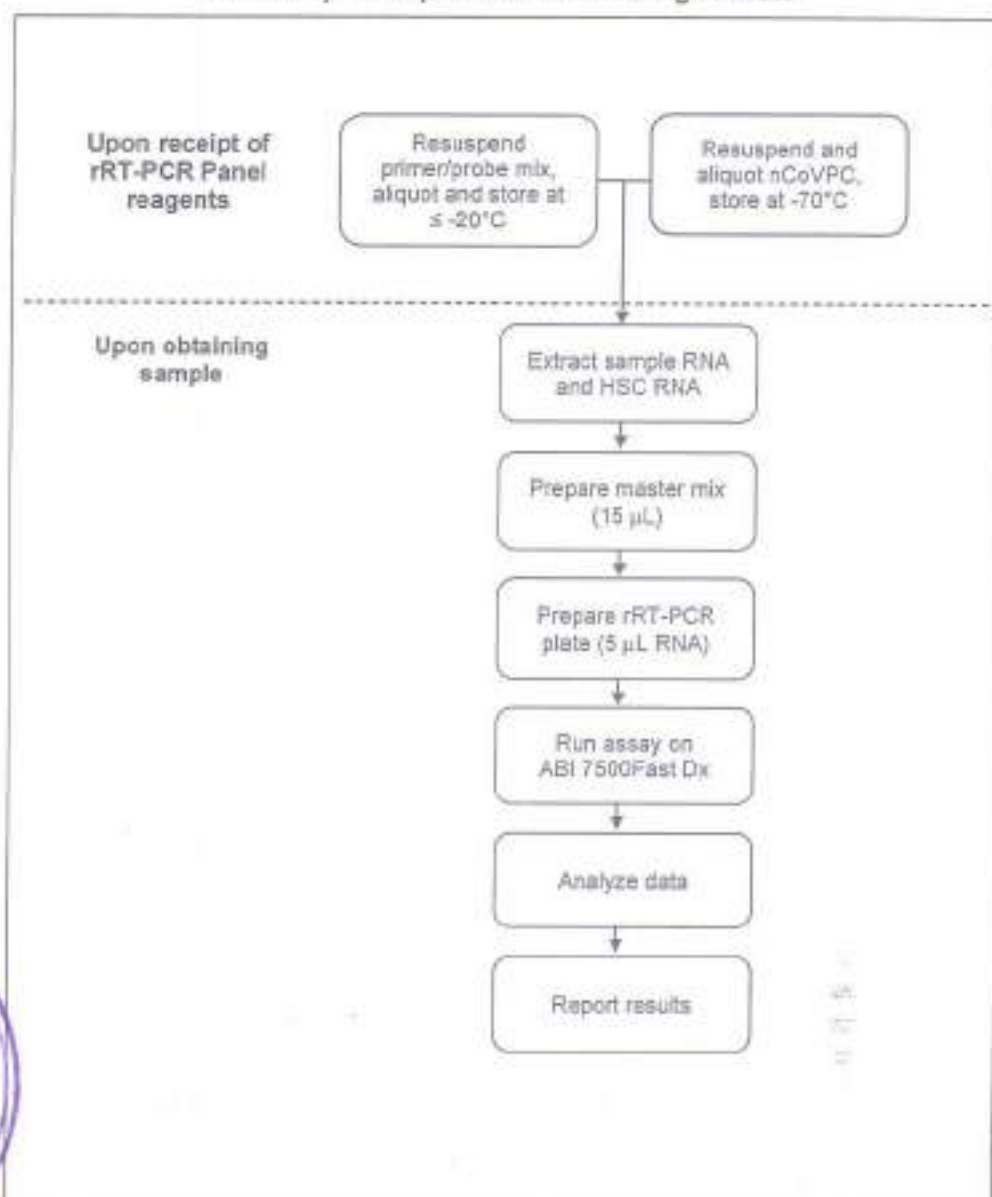 Upon receipt of
rRT-PCR Panel
reagents
Resuspend
primer/probe mix,
aliquot and store at
≤ -20°C
Resuspend and
aliquot nCoVPC,
store at -70°C
Upon obtaining
sample
Extract sample RNA
and HSC RNA
Prepare master mix
(15 µL)
Prepare rRT-PCR
plate (5 µL RNA)
Run assay on
ABI 7500Fast Dx
Analyze data
Report results